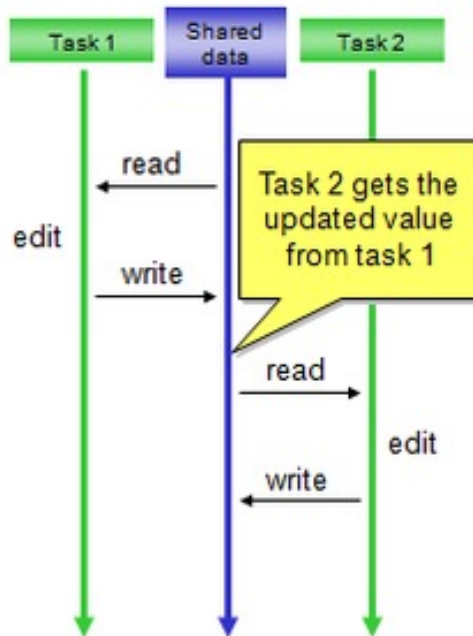 Task 1
Shared
data
Task 2
read
Task 2 gets the
updated value
from task 1
edit
write
read
edit
write